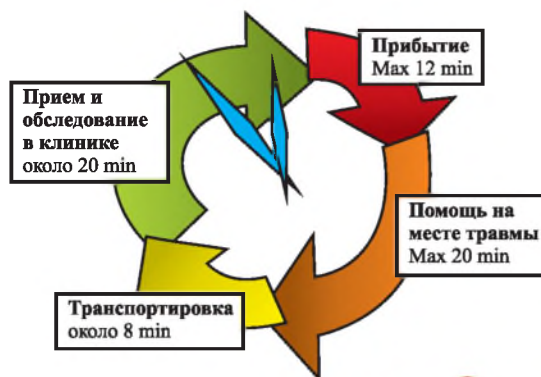 Прибытие
Max 12 min
Прием и
обследование
в клинике
около 20 min
Помощь на
месте травмы
Max 20 min
Транспортировка
около 8 min